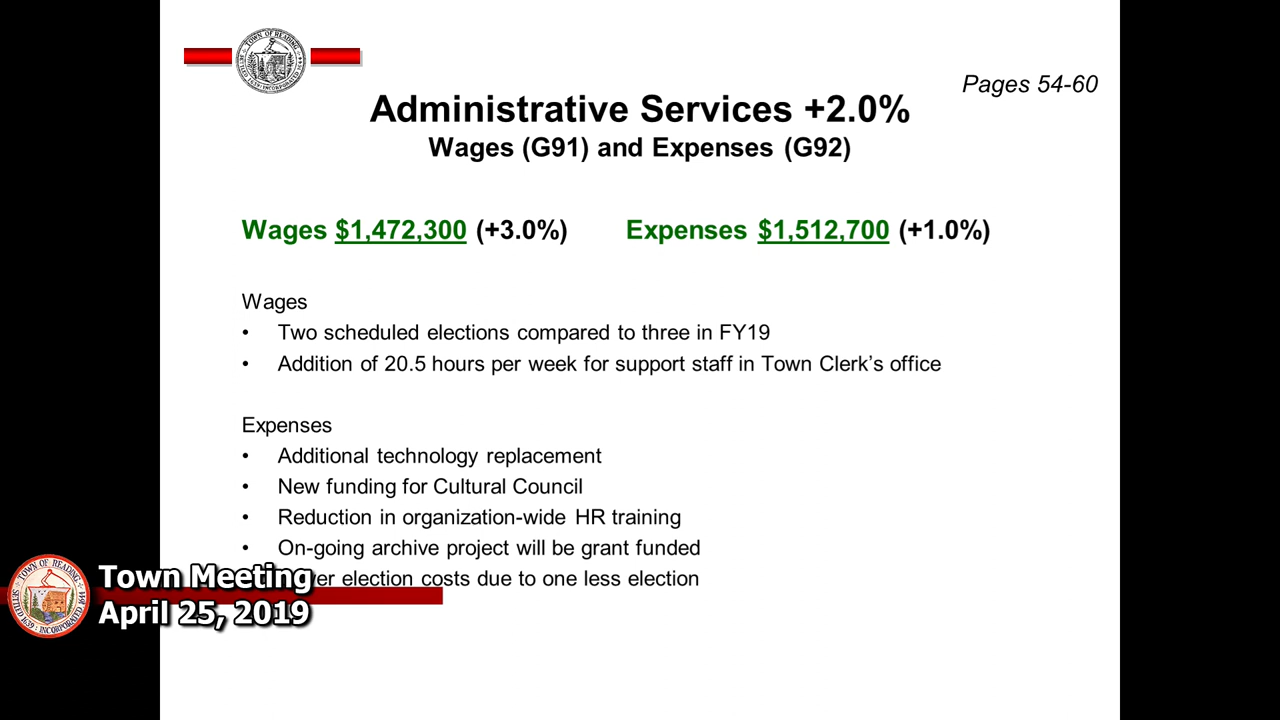 Pages 54-60
Administrative Services +2.0%
Wages (G91) and Expenses (G92)
Wages $1,472,300 (+3.0%) Expenses $1,512,700 (+1.0%)
Wages
• Two scheduled elections compared to three in FY19
• Addition of 20.5 hours per week for support staff in Town Clerk’s office
Expenses
• Additional technology replacement
• New funding for Cultural Council
• Reduction in organization-wide HR training
• On-going archive project will be grant funded
election costs due to one less election
TOWN OF READING
Town Meeting
April 25, 2019